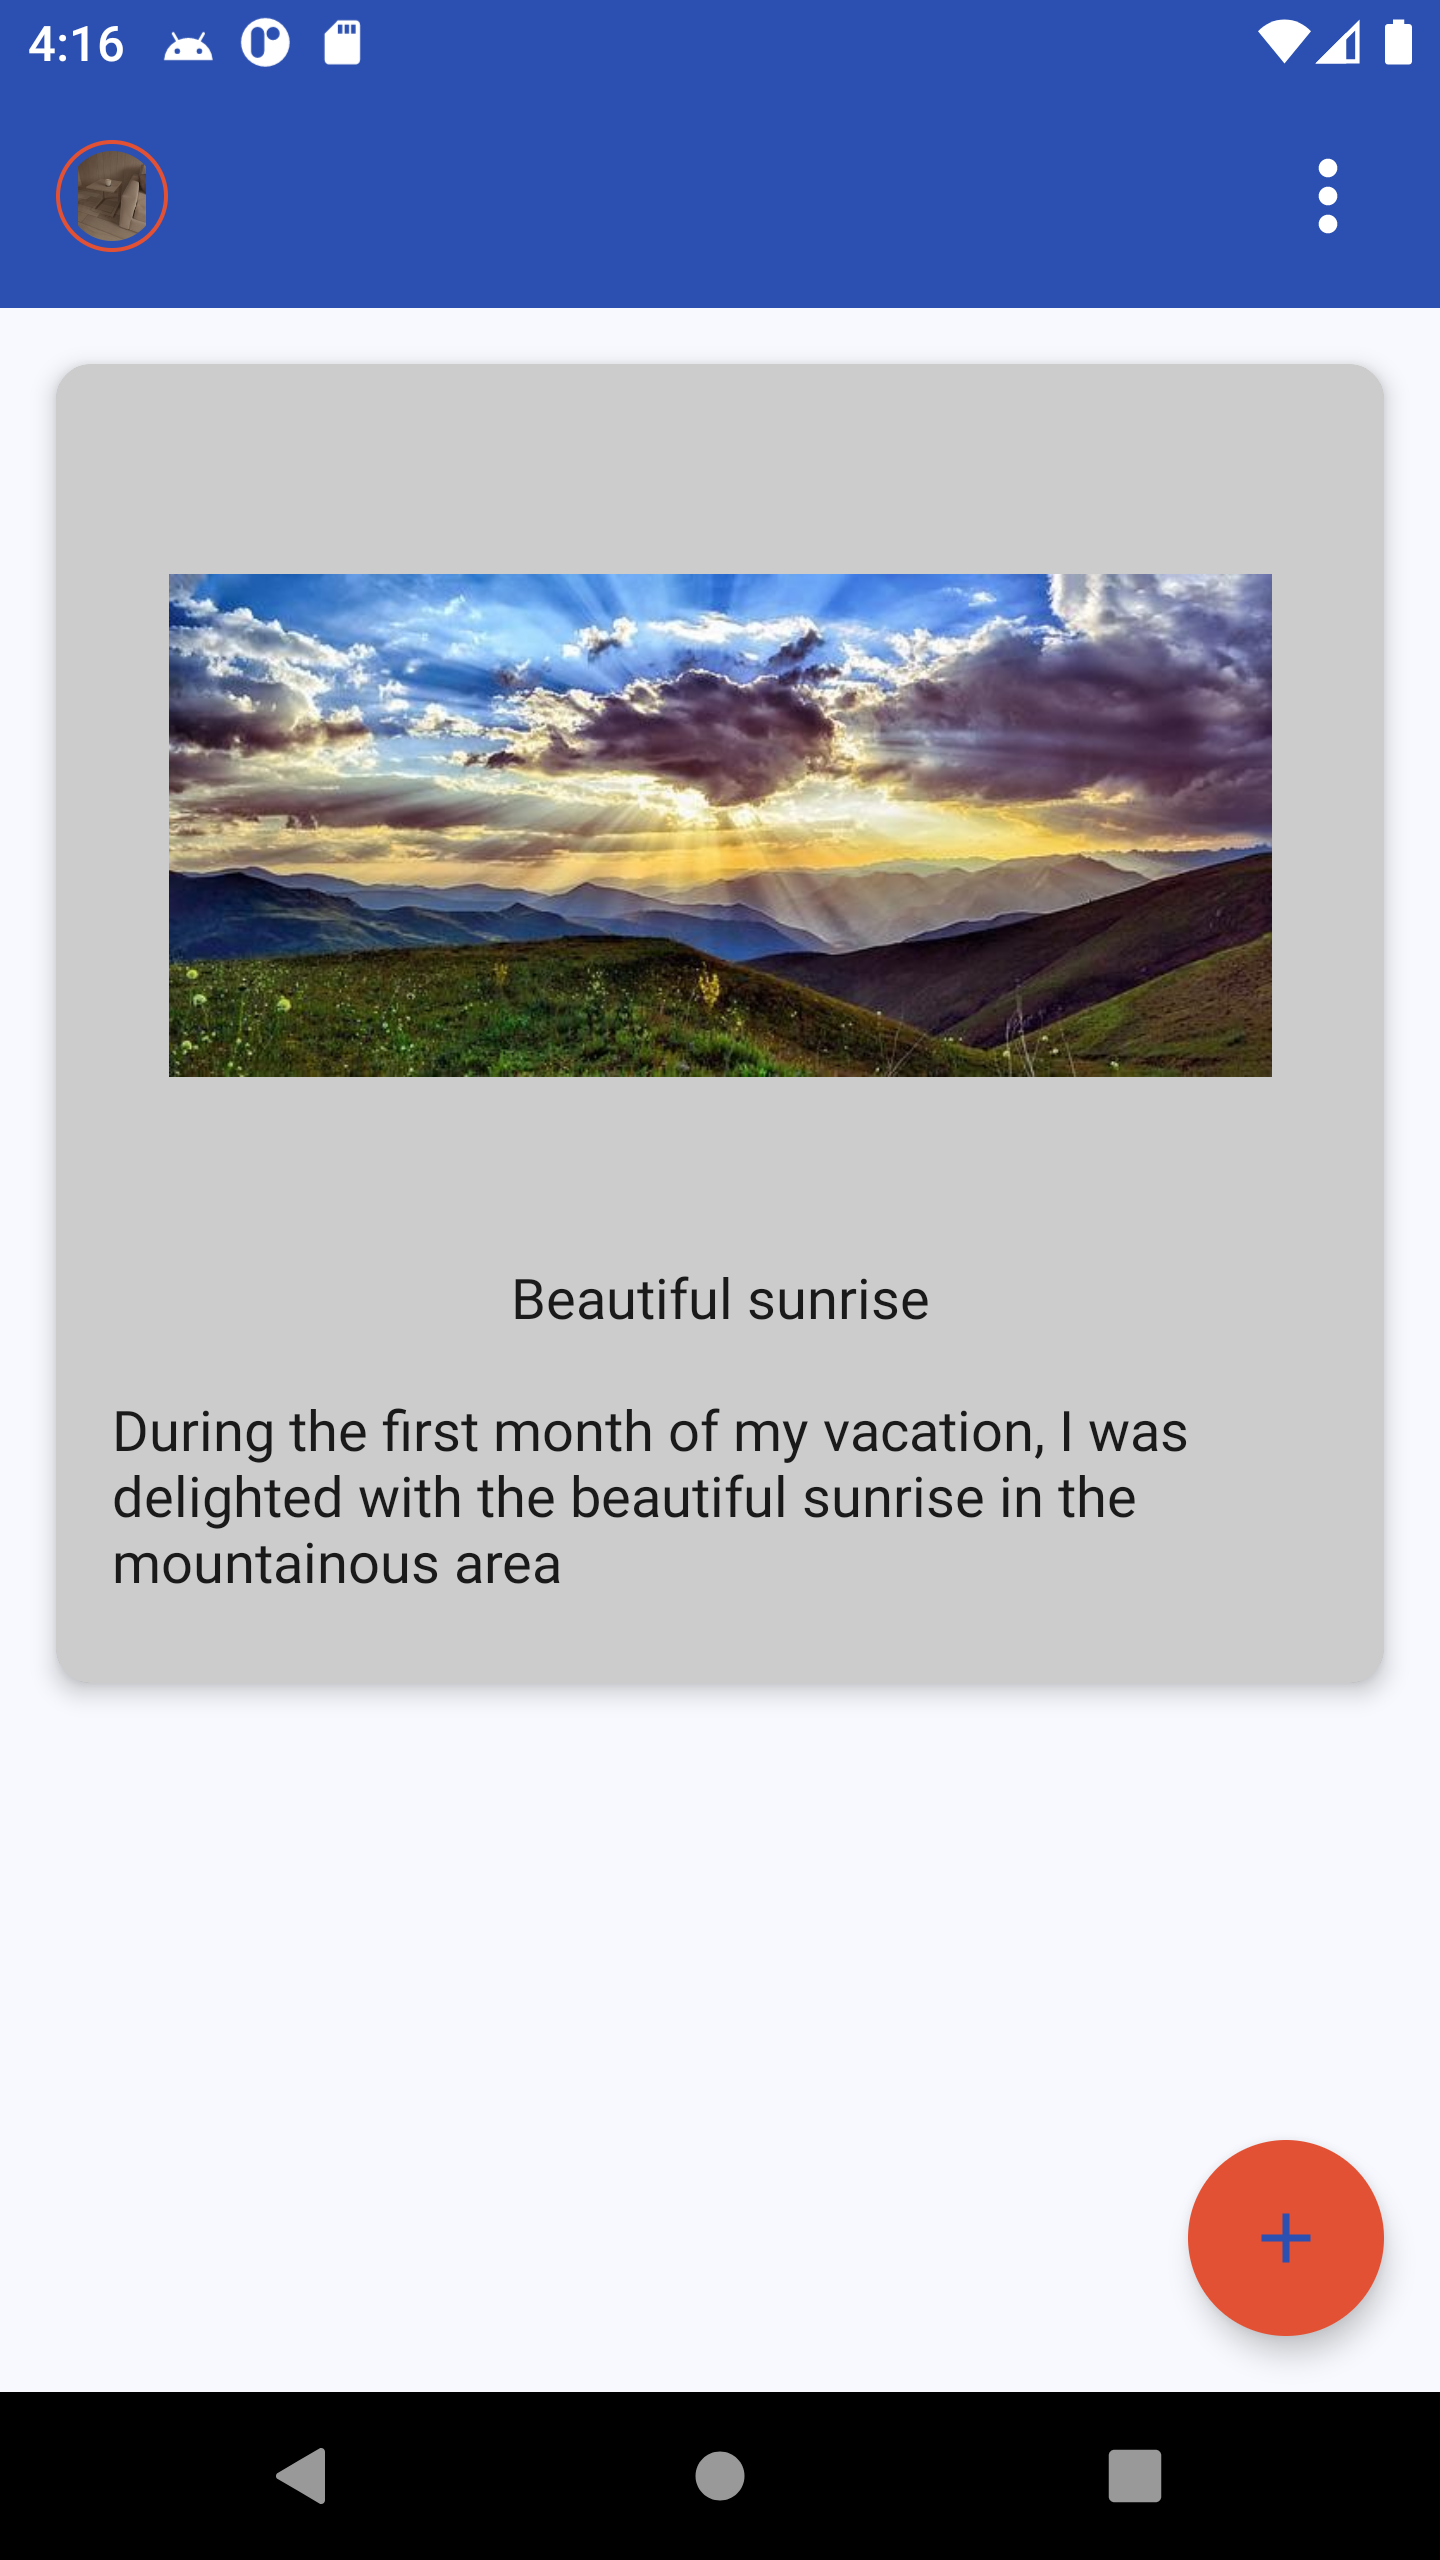 4:16
Beautiful sunrise
During the first month of my vacation, I was
delighted with the beautiful sunrise in the
mountainous area